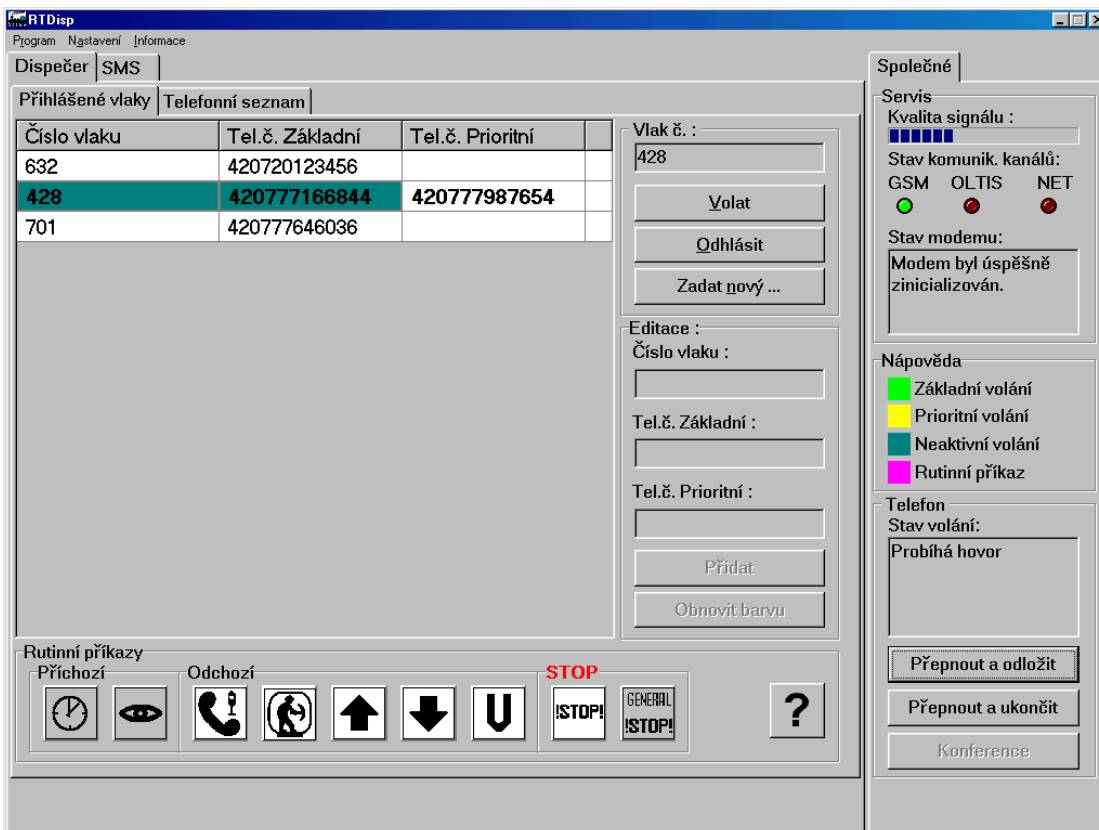 RTDisp
Program Nastavení Informace
Dispečer SMS
Přihlášené vlaky Telefonní seznam
Číslo vlaku Tel.č. Základní Tel.č. Prioritní
632 420720123456
428 420777166844 420777987654
701 420777646036
Vlak č. :
428
Volat
Odhlásit
Zadat nový ...
Editace :
Číslo vlaku :
Tel.č. Základní :
Tel.č. Prioritní :
Přidat
Obnovit barvu
Rutinní příkazy
Příchozí Odchozí STOP
U !STOP! GENERAL !STOP! ?
Společné
Servis
Kvalita signálu :
Stav komunik. kanálů:
GSM OLTIS NET
Stav modemu:
Modem byl úspěšně
zinicializován.
Nápověda
Základní volání
Prioritní volání
Neaktivní volání
Rutinní příkaz
Telefon
Stav volání:
Probíhá hovor
Přepnout a odložit
Přepnout a ukončit
Konference